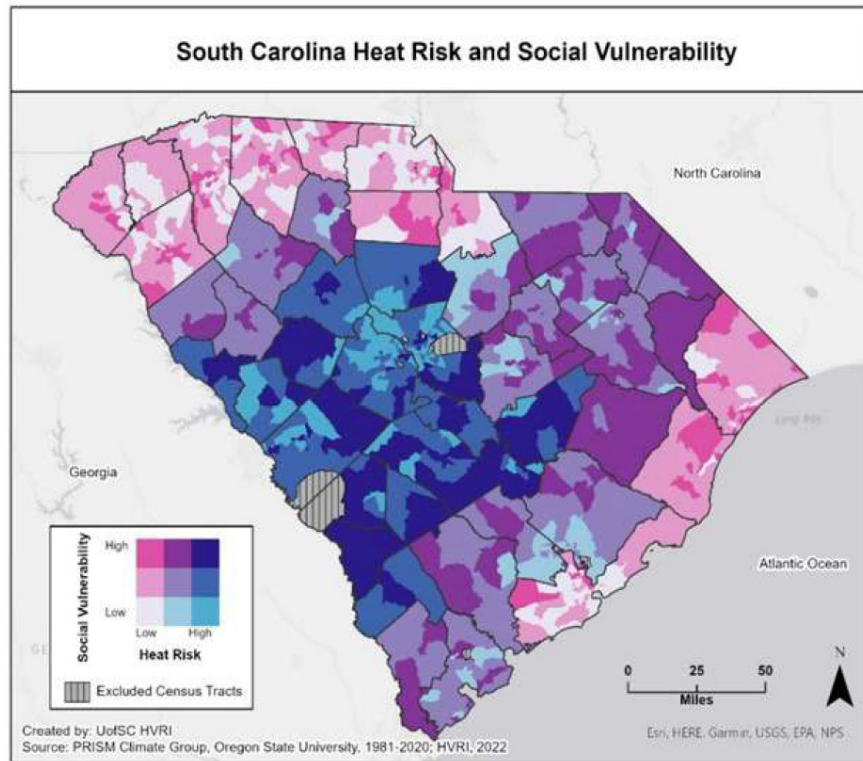 South Carolina Heat Risk and Social Vulnerability
North Carolina
Long Bay
Georgia
Atlantic Ocean
High
Social Vulnerability
Low
Low
High
Heat Risk
Excluded Census Tracts
N
0
25
50
Miles
Created by: UofSC HVRI
Source: PRISM Climate Group, Oregon State University, 1981-2020; HVRI, 2022
Esri, HERE, Garmin, USGS, EPA, NPS